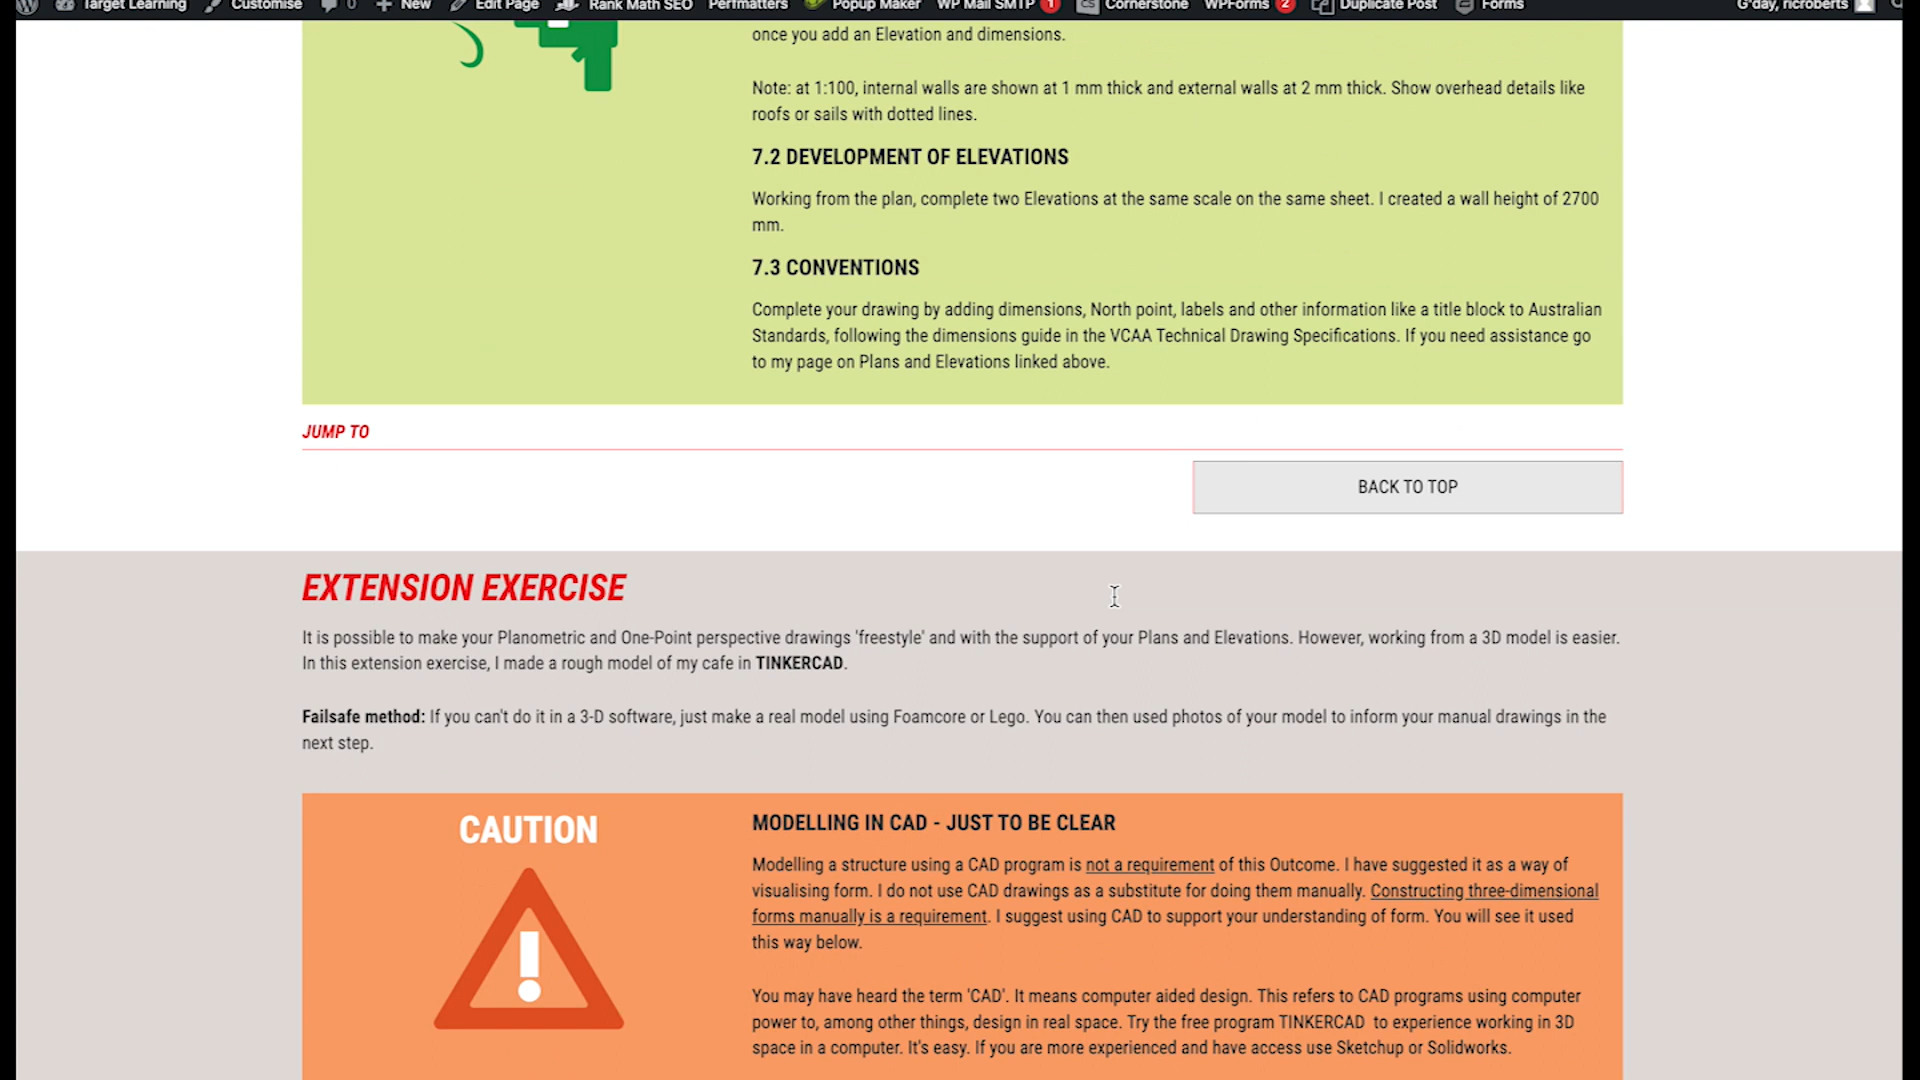 Target Learning Customise 0 New Edit Page Rank Math SEO Perfmatters Popup Maker WP Mail SMTP 1 Cornerstone WPForms 2 Duplicate Post Forms G'day, ricroberts
once you add an Elevation and dimensions.
Note: at 1:100, internal walls are shown at 1 mm thick and external walls at 2 mm thick. Show overhead details like
roofs or sails with dotted lines.
7.2 DEVELOPMENT OF ELEVATIONS
Working from the plan, complete two Elevations at the same scale on the same sheet. I created a wall height of 2700
mm.
7.3 CONVENTIONS
Complete your drawing by adding dimensions, North point, labels and other information like a title block to Australian
Standards, following the dimensions guide in the VCAA Technical Drawing Specifications. If you need assistance go
to my page on Plans and Elevations linked above.
JUMP TO
BACK TO TOP
EXTENSION EXERCISE
It is possible to make your Planometric and One-Point perspective drawings 'freestyle' and with the support of your Plans and Elevations. However, working from a 3D model is easier.
In this extension exercise, I made a rough model of my cafe in TINKERCAD.
Failsafe method: If you can't do it in a 3-D software, just make a real model using Foamcore or Lego. You can then used photos of your model to inform your manual drawings in the
next step.
CAUTION
MODELLING IN CAD - JUST TO BE CLEAR
Modelling a structure using a CAD program is not a requirement of this Outcome. I have suggested it as a way of
visualising form. I do not use CAD drawings as a substitute for doing them manually. Constructing three-dimensional
forms manually is a requirement. I suggest using CAD to support your understanding of form. You will see it used
this way below.
You may have heard the term 'CAD'. It means computer aided design. This refers to CAD programs using computer
power to, among other things, design in real space. Try the free program TINKERCAD to experience working in 3D
space in a computer. It's easy. If you are more experienced and have access use Sketchup or Solidworks.